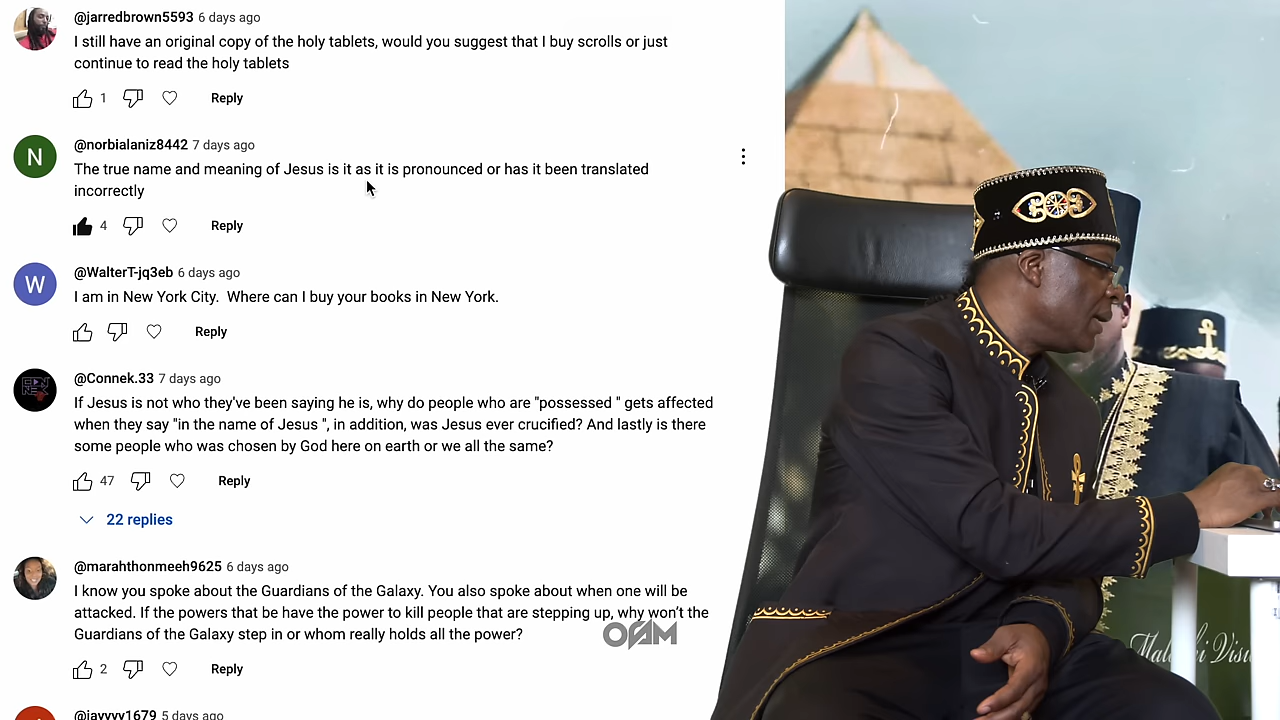 @jarredbrown5593 6 days ago
I still have an original copy of the holy tablets, would you suggest that I buy scrolls or just
continue to read the holy tablets
1 Reply
N
@norbialaniz8442 7 days ago
The true name and meaning of Jesus is it as it is pronounced or has it been translated
incorrectly
4 Reply
W
@WalterT-jq3eb 6 days ago
I am in New York City. Where can I buy your books in New York.
Reply
@Connek.33 7 days ago
If Jesus is not who they've been saying he is, why do people who are "possessed " gets affected
when they say "in the name of Jesus ", in addition, was Jesus ever crucified? And lastly is there
some people who was chosen by God here on earth or we all the same?
47 Reply
22 replies
@marahthonmeeh9625 6 days ago
I know you spoke about the Guardians of the Galaxy. You also spoke about when one will be
attacked. If the powers that be have the power to kill people that are stepping up, why won't the
Guardians of the Galaxy step in or whom really holds all the power?
2 Reply
@jayyyy1679 5 days ago